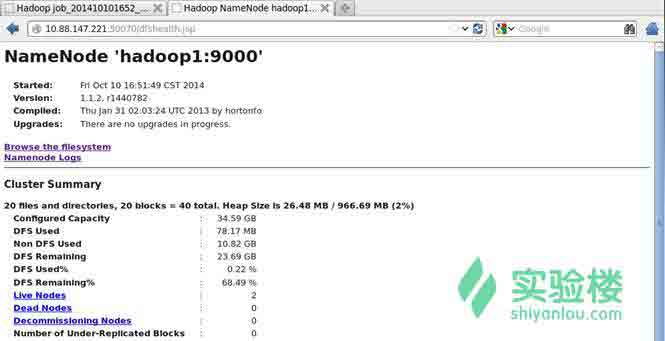 Hadoop job_201410101652_... Hadoop NameNode hadoop1...
10.88.147.221:50070/dfshealth.jsp Google
NameNode 'hadoop1:9000'
Started: Fri Oct 10 16:51:49 CST 2014
Version: 1.1.2, r1440782
Compiled: Thu Jan 31 02:03:24 UTC 2013 by hortonfo
Upgrades: There are no upgrades in progress.
Browse the filesystem
Namenode Logs
Cluster Summary
20 files and directories, 20 blocks = 40 total. Heap Size is 26.48 MB / 966.69 MB (2%)
Configured Capacity : 34.59 GB
DFS Used : 78.17 MB
Non DFS Used : 10.82 GB
DFS Remaining : 23.69 GB
DFS Used% : 0.22 %
DFS Remaining% : 68.49 %
Live Nodes : 2
Dead Nodes : 0
Decommissioning Nodes : 0
Number of Under-Replicated Blocks : 0
实验楼
shiyanlou.com